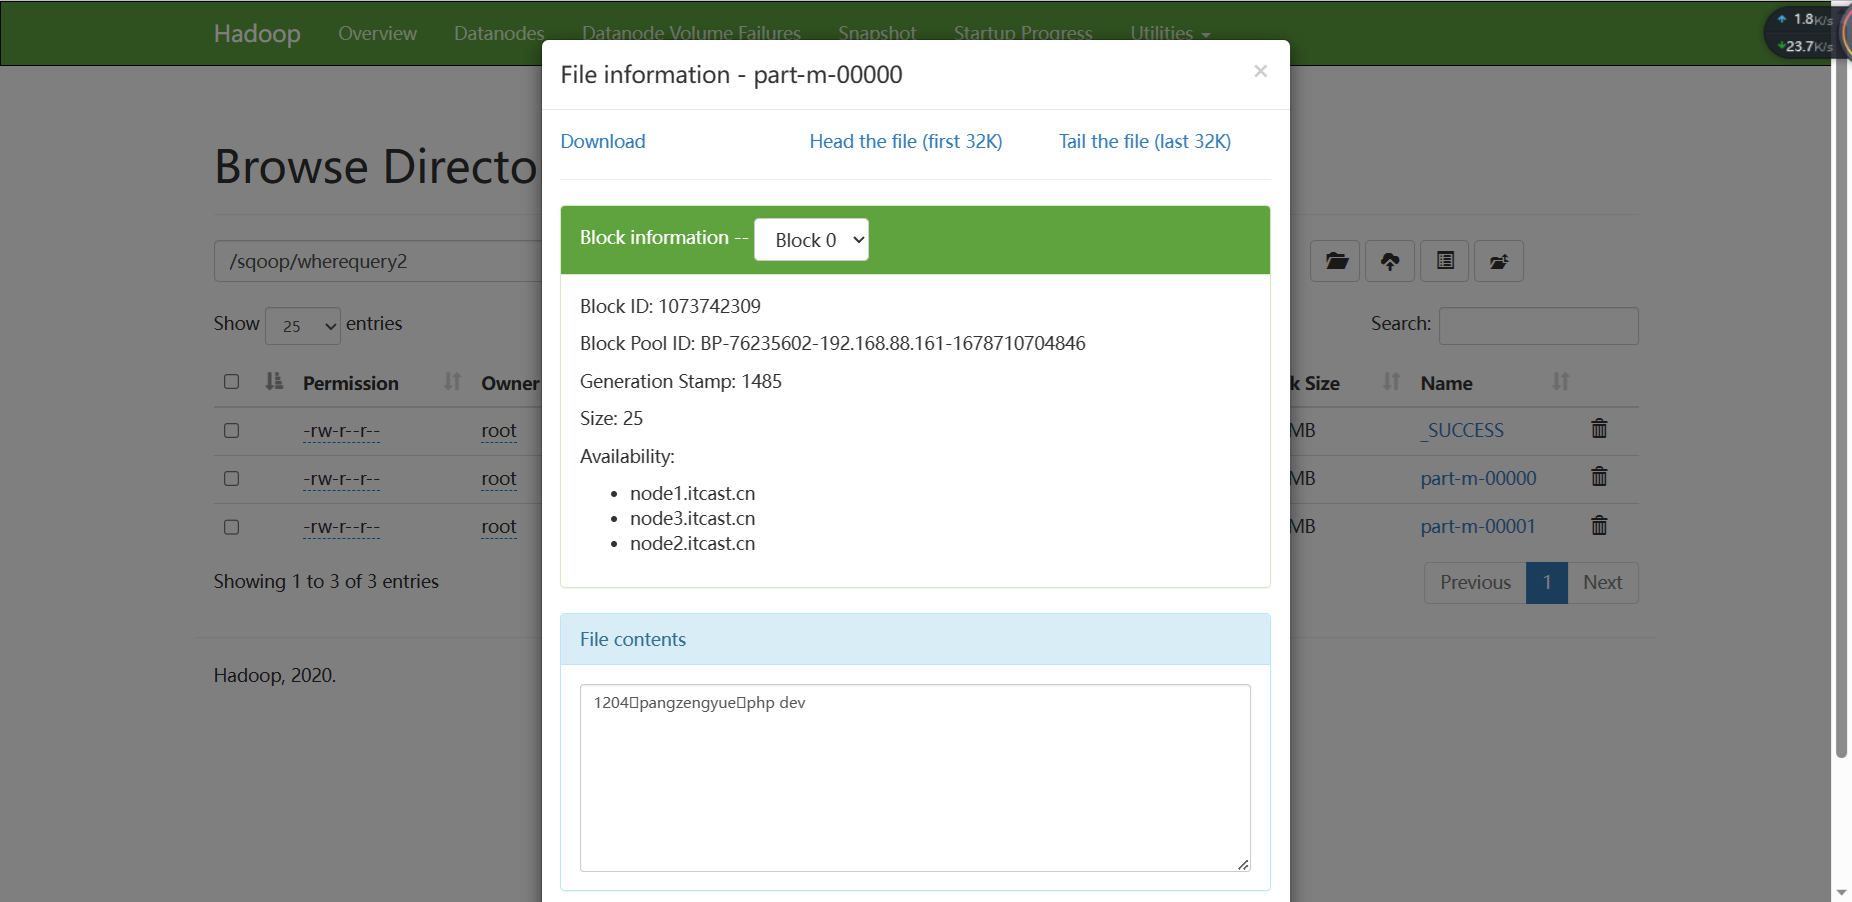 Hadoop Overview Datanodes Datanode Volume Failures Snapshot Startup Progress Utilities
1.8K/s
23.7K/s
File information - part-m-00000 ×
Download Head the file (first 32K) Tail the file (last 32K)
Browse Directo
Block information -- Block 0
/sqoop/wherequery2
Block ID: 1073742309
Show 25 entries
Search:
Block Pool ID: BP-76235602-192.168.88.161-1678710704846
Permission Owner
Generation Stamp: 1485
k Size Name
Size: 25
-rw-r--r-- root
MB _SUCCESS
Availability:
-rw-r--r-- root
node1.itcast.cn
MB part-m-00000
node3.itcast.cn
-rw-r--r-- root
MB part-m-00001
node2.itcast.cn
Showing 1 to 3 of 3 entries
Previous 1 Next
File contents
Hadoop, 2020.
1204▯pangzengyue▯php dev